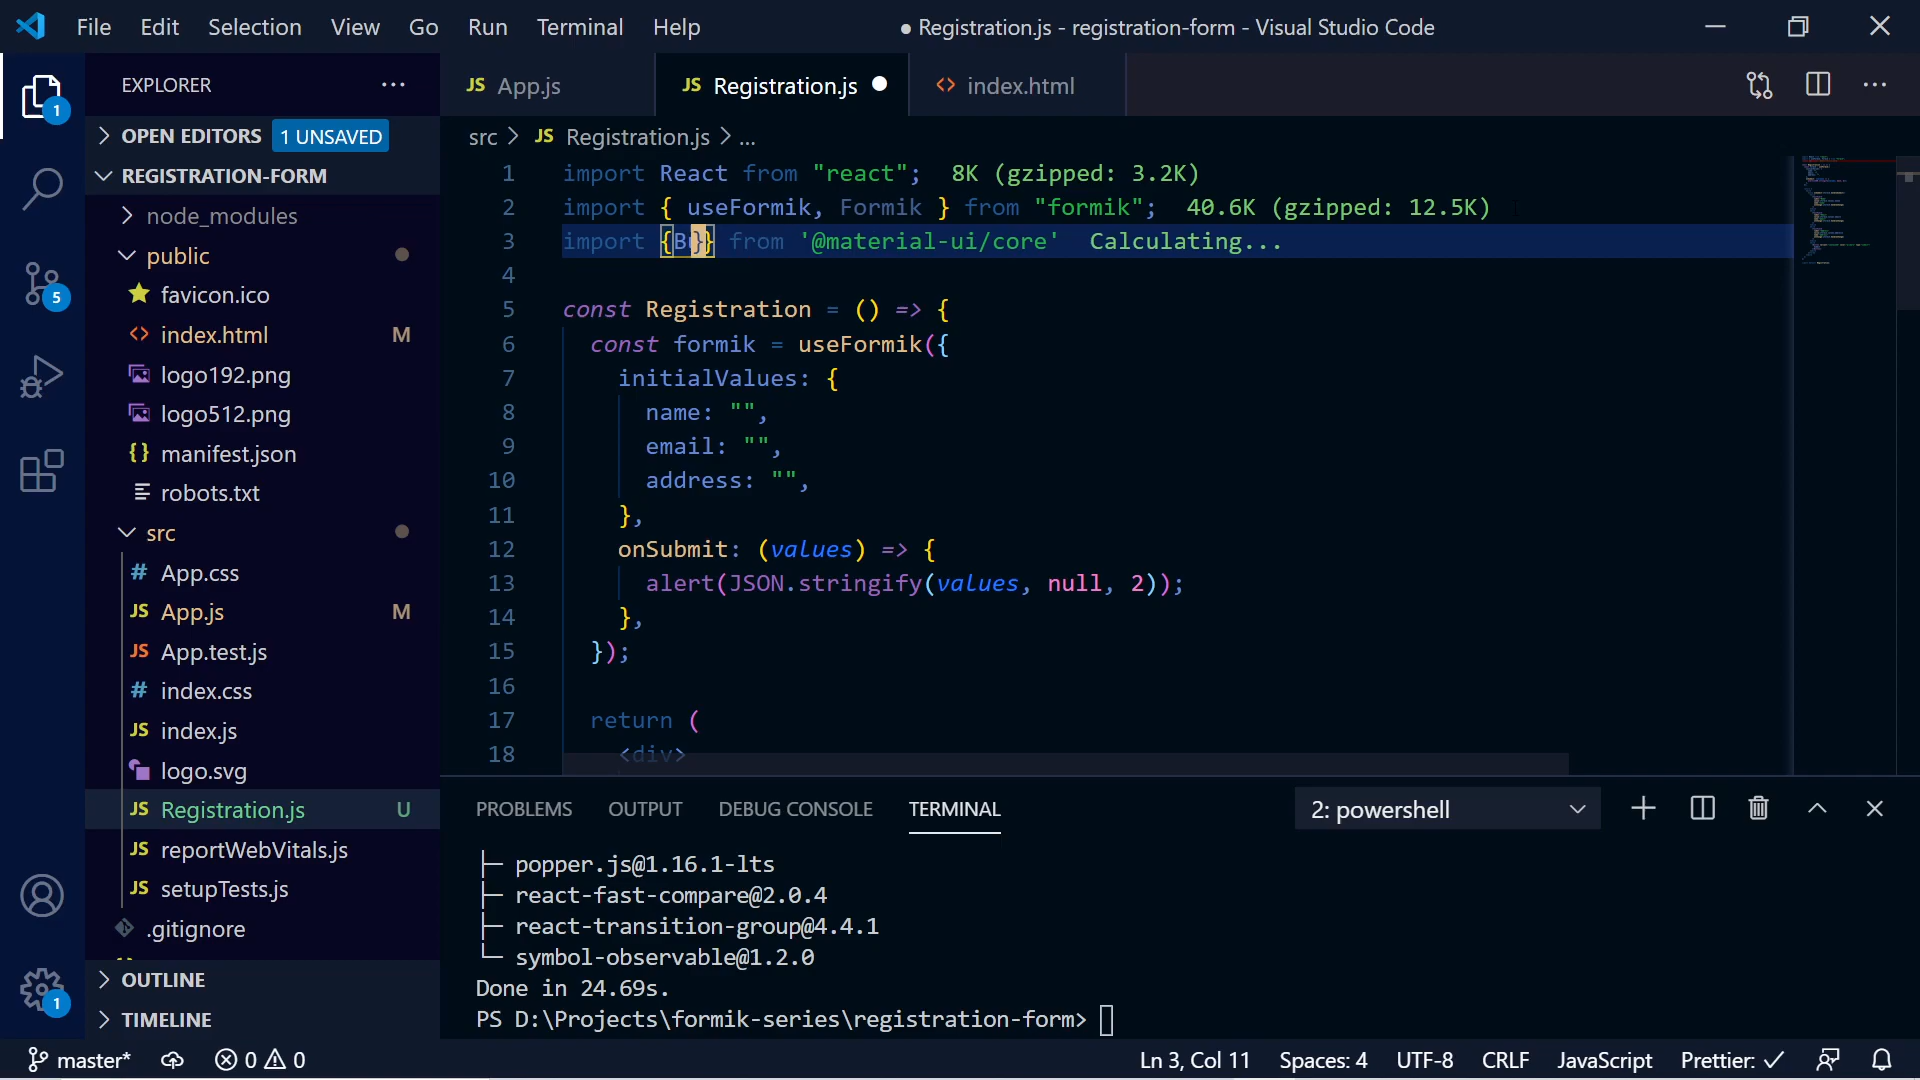 File Edit Selection View Go Run Terminal Help ● Registration.js - registration-form - Visual Studio Code
EXPLORER ···
JS App.js JS Registration.js ● <> index.html ···
1
OPEN EDITORS 1 UNSAVED
src > JS Registration.js > ...
REGISTRATION-FORM
node_modules
public
favicon.ico
<> index.html M
5
logo192.png
logo512.png
{} manifest.json
robots.txt
src
# App.css
JS App.js M
JS App.test.js
# index.css
JS index.js
logo.svg
JS Registration.js U
JS reportWebVitals.js
JS setupTests.js
.gitignore
OUTLINE
1
TIMELINE
1 import React from "react"; 8K (gzipped: 3.2K)
2 import { useFormik, Formik } from "formik"; 40.6K (gzipped: 12.5K)
3 import {B} from '@material-ui/core' Calculating...
4
5 const Registration = () => {
6 const formik = useFormik({
7 initialValues: {
8 name: "",
9 email: "",
10 address: "",
11 },
12 onSubmit: (values) => {
13 alert(JSON.stringify(values, null, 2));
14 },
15 });
16
17 return (
18 <div>
PROBLEMS OUTPUT DEBUG CONSOLE TERMINAL 2: powershell
├─ popper.js@1.16.1-lts
├─ react-fast-compare@2.0.4
├─ react-transition-group@4.4.1
└─ symbol-observable@1.2.0
Done in 24.69s.
PS D:\Projects\formik-series\registration-form>
master* 0 0 Ln 3, Col 11 Spaces: 4 UTF-8 CRLF JavaScript Prettier: ✓